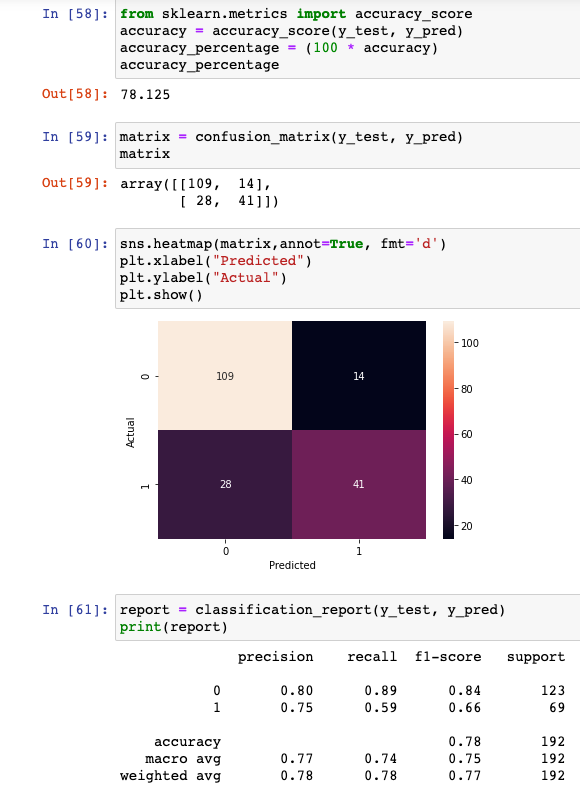 In [58]: from sklearn.metrics import accuracy_score
accuracy = accuracy_score(y_test, y_pred)
accuracy_percentage = (100 * accuracy)
accuracy_percentage
Out[58]: 78.125
In [59]: matrix = confusion_matrix(y_test, y_pred)
matrix
Out[59]: array([[109,  14],
       [ 28,  41]])
In [60]: sns.heatmap(matrix,annot=True, fmt='d')
plt.xlabel("Predicted")
plt.ylabel("Actual")
plt.show()
100
0 109 14
80
Actual
60
1 28 41
40
20
0 1
Predicted
In [61]: report = classification_report(y_test, y_pred)
print(report)
precision recall f1-score support
0 0.80 0.89 0.84 123
1 0.75 0.59 0.66 69
accuracy 0.78 192
macro avg 0.77 0.74 0.75 192
weighted avg 0.78 0.78 0.77 192